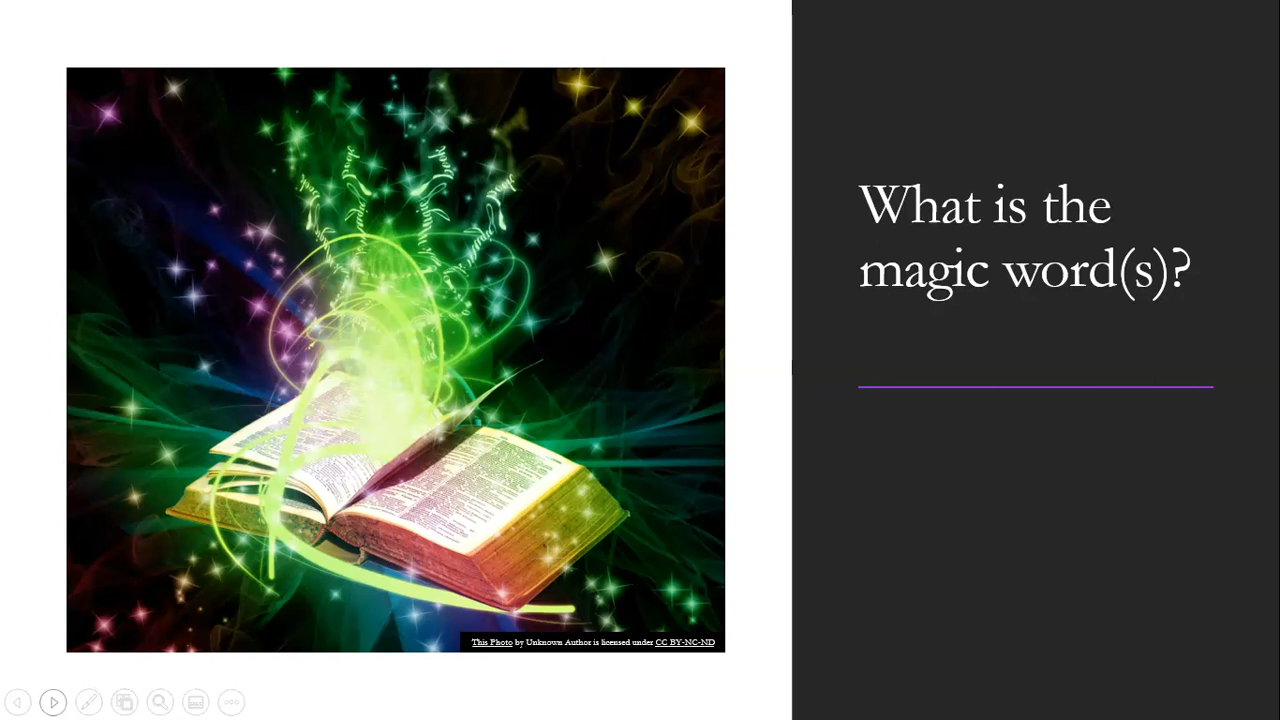 What is the
magic word(s)?
This Photo by Unknown Author is licensed under CC BY-NC-ND